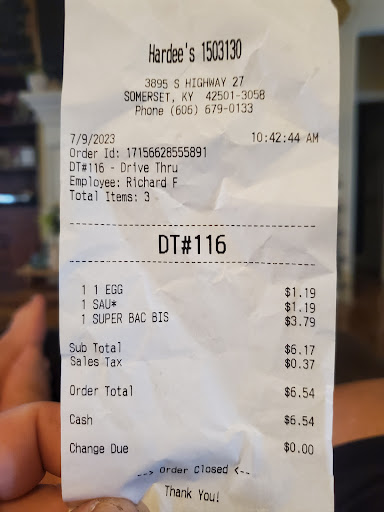 Hardee's 1503130
3895 S HIGHWAY 27
SOMERSET, KY 42501-3058
Phone (606) 679-0133
7/9/2023 10:42:44 AM
Order Id: 17156628555891
DT#116 - Drive Thru
Employee: Richard F
Total Items: 3
DT#116
1 1 EGG $1.19
1 SAU* $1.19
1 SUPER BAC BIS $3.79
Sub Total $6.17
Sales Tax $0.37
Order Total $6.54
Cash $6.54
Change Due $0.00
--> Order Closed <--
Thank You!